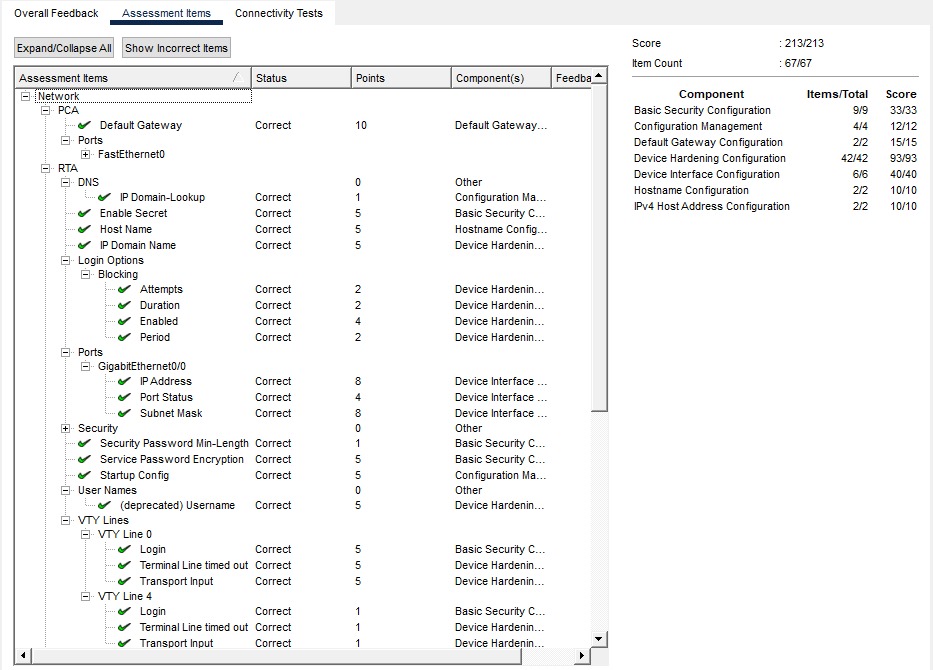 Overall Feedback Assessment Items Connectivity Tests
Expand/Collapse All Show Incorrect Items
Assessment Items / Status Points Component(s) Feedba
Network
PCA
Default Gateway Correct 10 Default Gateway...
Ports
FastEthernet0
RTA
DNS 0 Other
IP Domain-Lookup Correct 1 Configuration Ma...
Enable Secret Correct 5 Basic Security C...
Host Name Correct 5 Hostname Config...
IP Domain Name Correct 5 Device Hardenin...
Login Options
Blocking
Attempts Correct 2 Device Hardenin...
Duration Correct 2 Device Hardenin...
Enabled Correct 4 Device Hardenin...
Period Correct 2 Device Hardenin...
Ports
GigabitEthernet0/0
IP Address Correct 8 Device Interface ...
Port Status Correct 4 Device Interface ...
Subnet Mask Correct 8 Device Interface ...
Security 0 Other
Security Password Min-Length Correct 1 Basic Security C...
Service Password Encryption Correct 5 Basic Security C...
Startup Config Correct 5 Configuration Ma...
User Names 0 Other
(deprecated) Username Correct 5 Device Hardenin...
VTY Lines
VTY Line 0
Login Correct 5 Basic Security C...
Terminal Line timed out Correct 5 Device Hardenin...
Transport Input Correct 5 Device Hardenin...
VTY Line 4
Login Correct 1 Basic Security C...
Terminal Line timed out Correct 1 Device Hardenin...
Transport Input Correct 1 Device Hardenin...
Score : 213/213
Item Count : 67/67
Component Items/Total Score
Basic Security Configuration 9/9 33/33
Configuration Management 4/4 12/12
Default Gateway Configuration 2/2 15/15
Device Hardening Configuration 42/42 93/93
Device Interface Configuration 6/6 40/40
Hostname Configuration 2/2 10/10
IPv4 Host Address Configuration 2/2 10/10